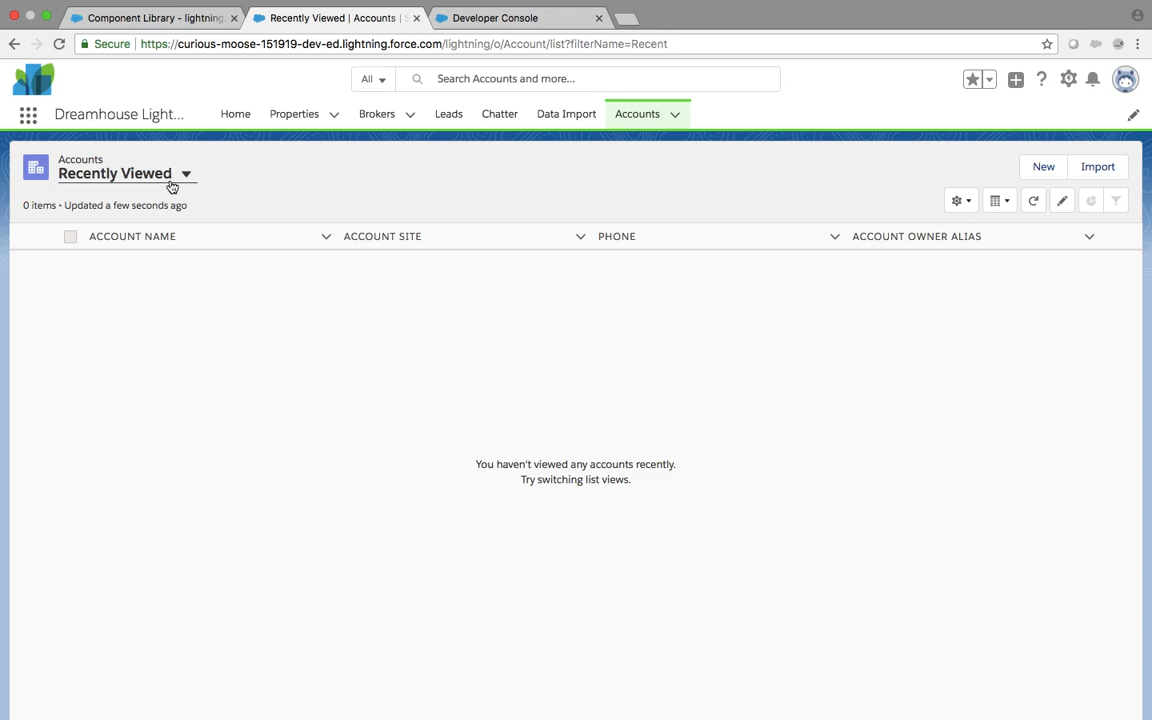 Component Library - lightning
Recently Viewed | Accounts |
Developer Console
Secure
https://curious-moose-151919-dev-ed.lightning.force.com/lightning/o/Account/list?filterName=Recent
All
Search Accounts and more...
Dreamhouse Light...
Home
Properties
Brokers
Leads
Chatter
Data Import
Accounts
Accounts
Recently Viewed
New
Import
0 items • Updated a few seconds ago
ACCOUNT NAME
ACCOUNT SITE
PHONE
ACCOUNT OWNER ALIAS
You haven't viewed any accounts recently.
Try switching list views.